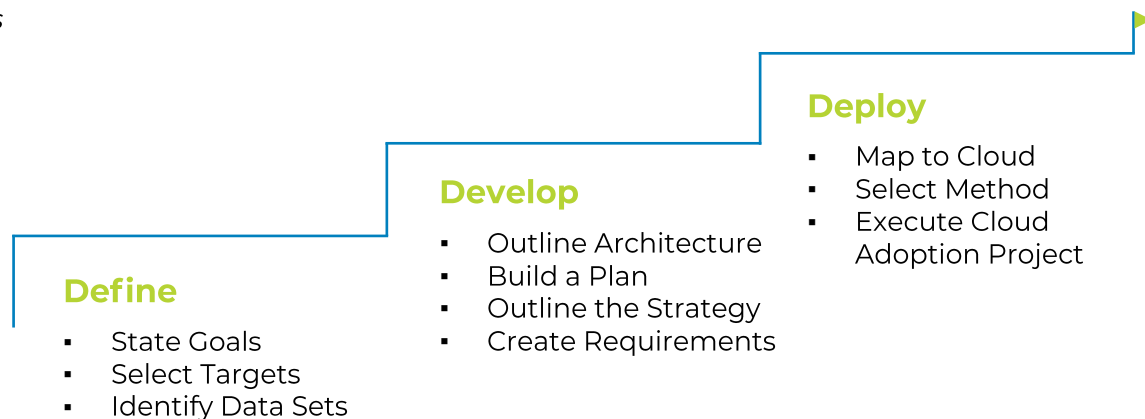 s
Deploy
▪ Map to Cloud
▪ Select Method
▪ Execute Cloud
Adoption Project
Develop
▪ Outline Architecture
▪ Build a Plan
▪ Outline the Strategy
▪ Create Requirements
Define
▪ State Goals
▪ Select Targets
▪ Identify Data Sets